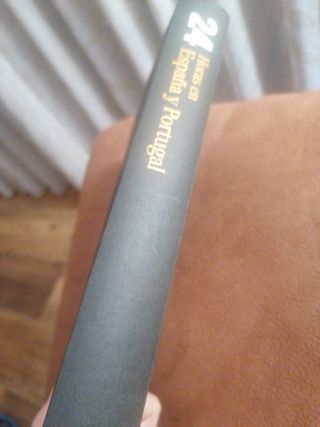 24
Horas en
España y Portugal